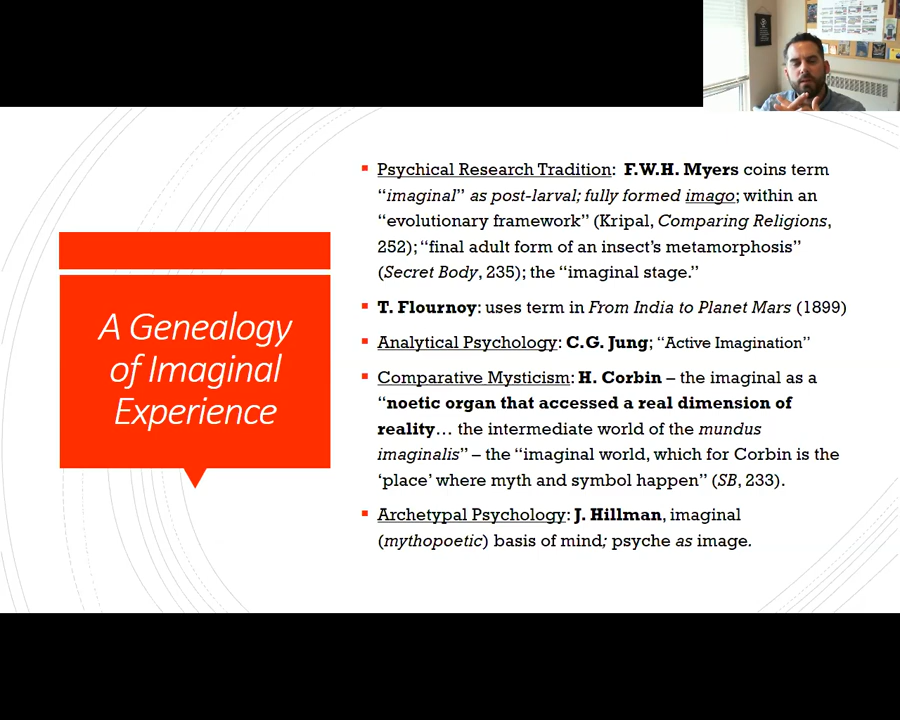 A Genealogy
of Imaginal
Experience
Psychical Research Tradition: F.W.H. Myers coins term
“imaginal” as post-larval; fully formed imago; within an
“evolutionary framework” (Kripal, Comparing Religions,
252); “final adult form of an insect’s metamorphosis”
(Secret Body, 235); the “imaginal stage.”
T. Flournoy: uses term in From India to Planet Mars (1899)
Analytical Psychology: C.G. Jung; “Active Imagination”
Comparative Mysticism: H. Corbin – the imaginal as a
“noetic organ that accessed a real dimension of
reality… the intermediate world of the mundus
imaginalis” – the “imaginal world, which for Corbin is the
‘place’ where myth and symbol happen” (SB, 233).
Archetypal Psychology: J. Hillman, imaginal
(mythopoetic) basis of mind; psyche as image.